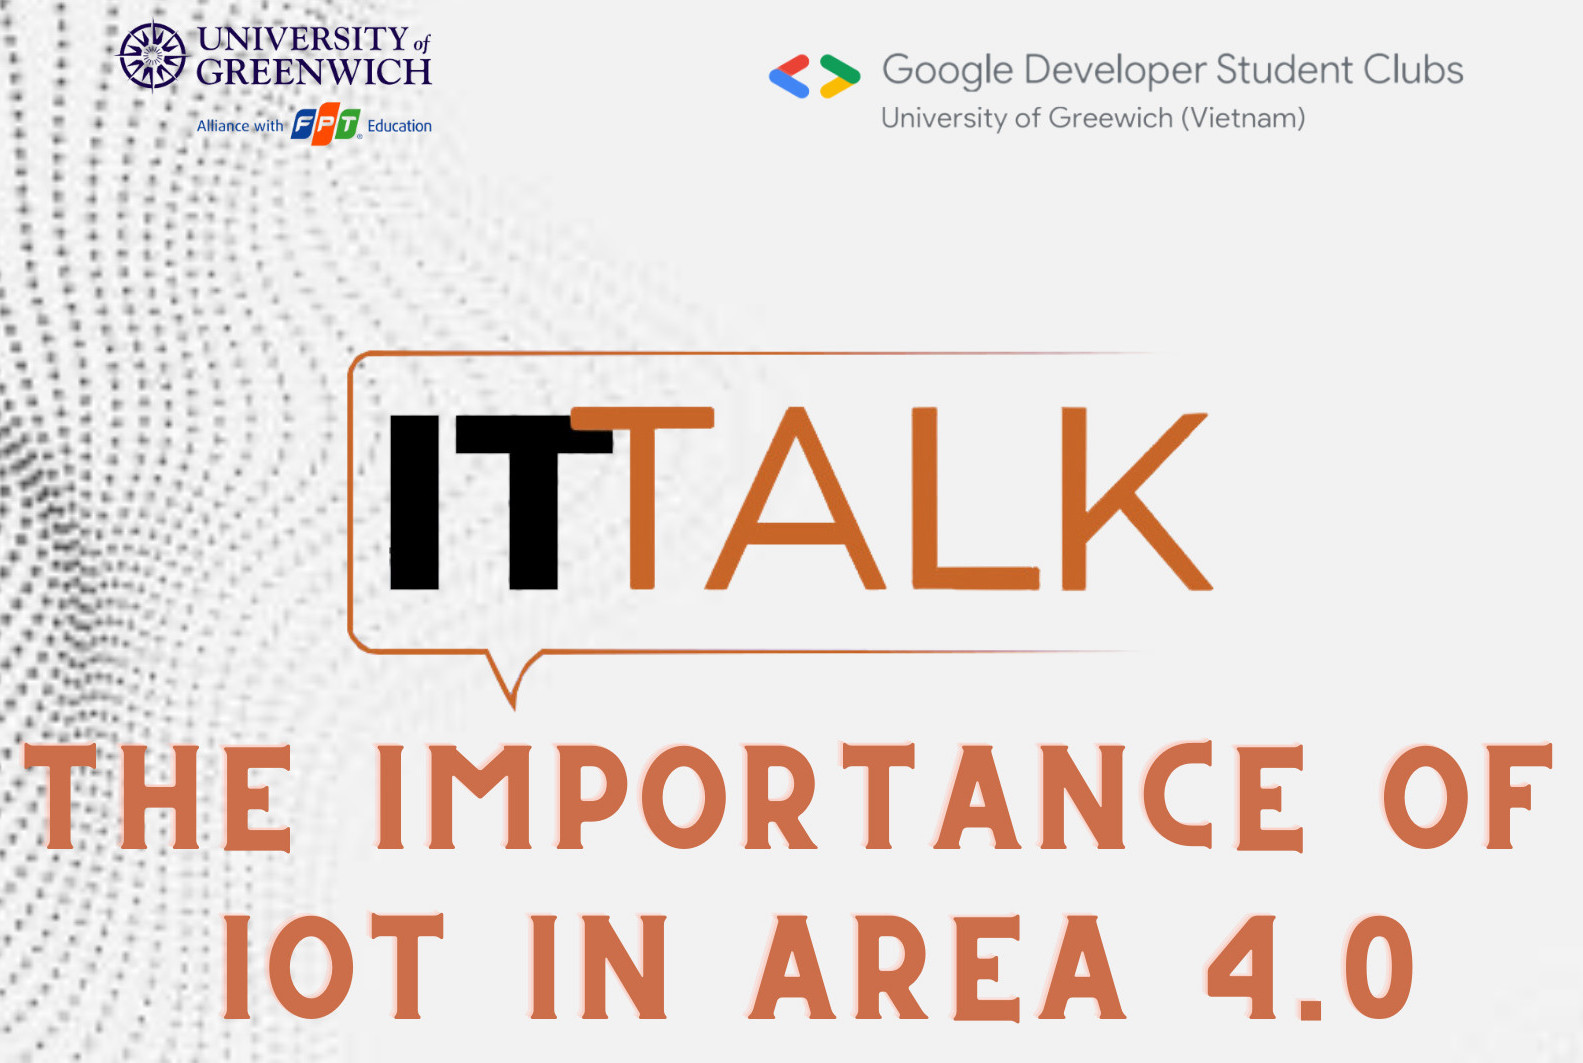 UNIVERSITY of
GREENWICH
Alliance with FPT Education
Google Developer Student Clubs
University of Greewich (Vietnam)
ITTALK
THE IMPORTANCE OF
IOT IN AREA 4.0